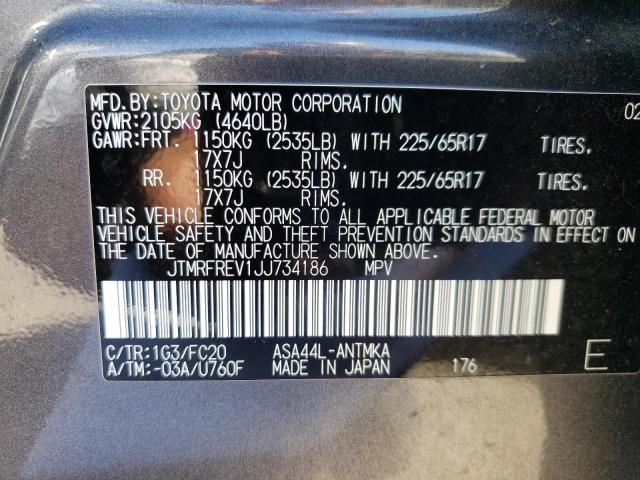 MFD.BY:TOYOTA MOTOR CORPORATION 02
GVWR:2105KG (4640LB)
GAWR:FRT. 1150KG (2535LB) WITH 225/65R17 TIRES.
17X7J RIMS.
RR. 1150KG (2535LB) WITH 225/65R17 TIRES.
17X7J RIMS.
THIS VEHICLE CONFORMS TO ALL APPLICABLE FEDERAL MOTOR
VEHICLE SAFETY AND THEFT PREVENTION STANDARDS IN EFFECT ON
THE DATE OF MANUFACTURE SHOWN ABOVE.
JTMRFREV1JJ734186 MPV
C/TR:1G3/FC20 ASA44L-ANTMKA E
A/TM:-03A/U760F MADE IN JAPAN 176